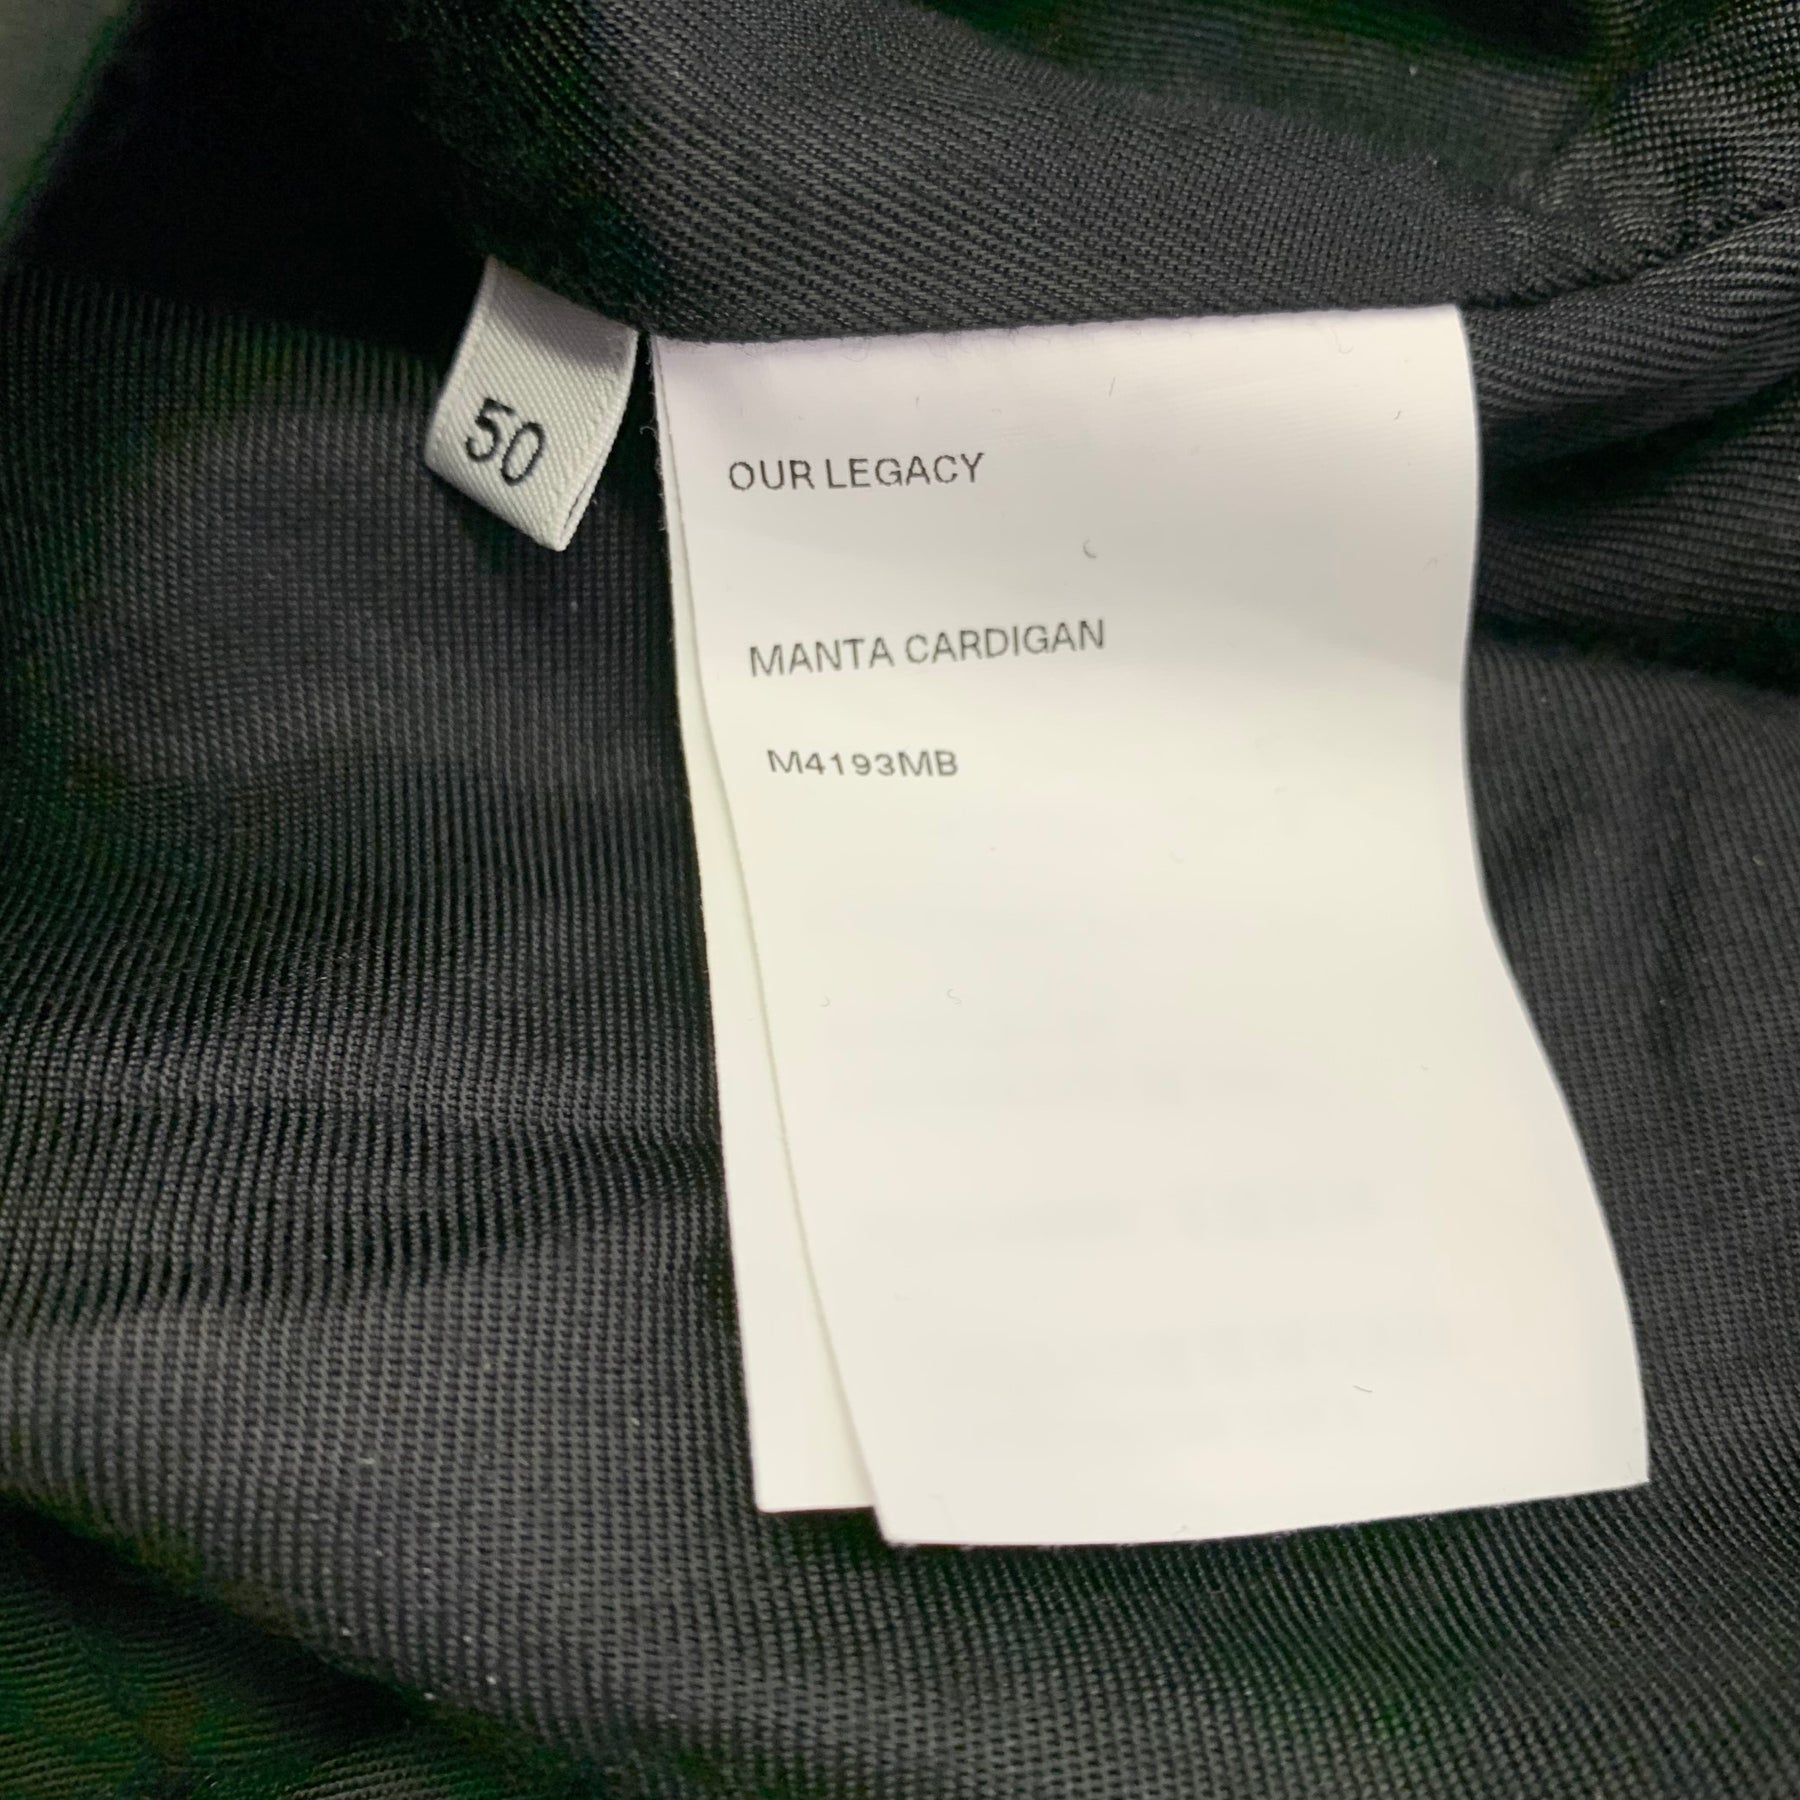 50
OUR LEGACY
MANTA CARDIGAN
M4193MB